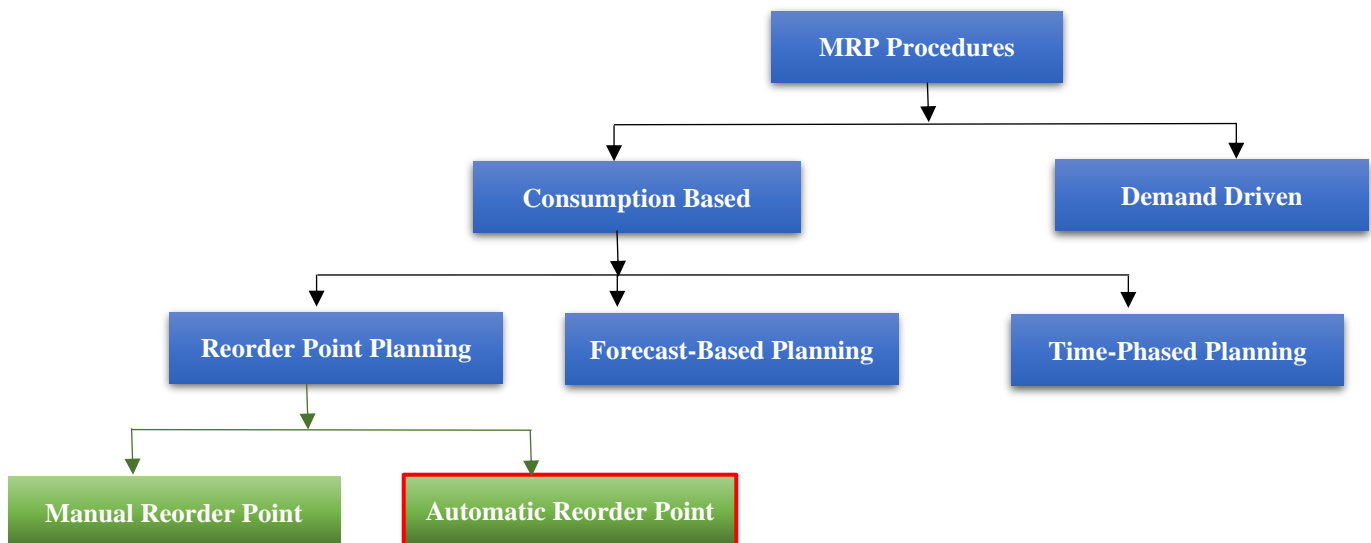 MRP Procedures
Consumption Based
Demand Driven
Reorder Point Planning
Forecast-Based Planning
Time-Phased Planning
Manual Reorder Point
Automatic Reorder Point